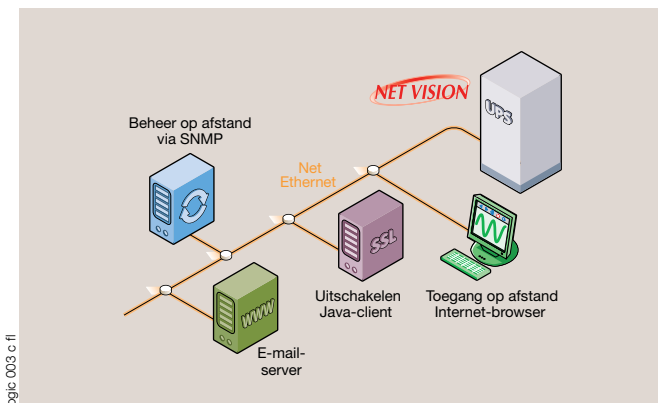 NET VISION
UPS
Beheer op afstand
via SNMP
Net
Ethernet
SSL
WWW
Uitschakelen
Java-client
Toegang op afstand
Internet-browser
E-mail-
server
ogic 003 c fl